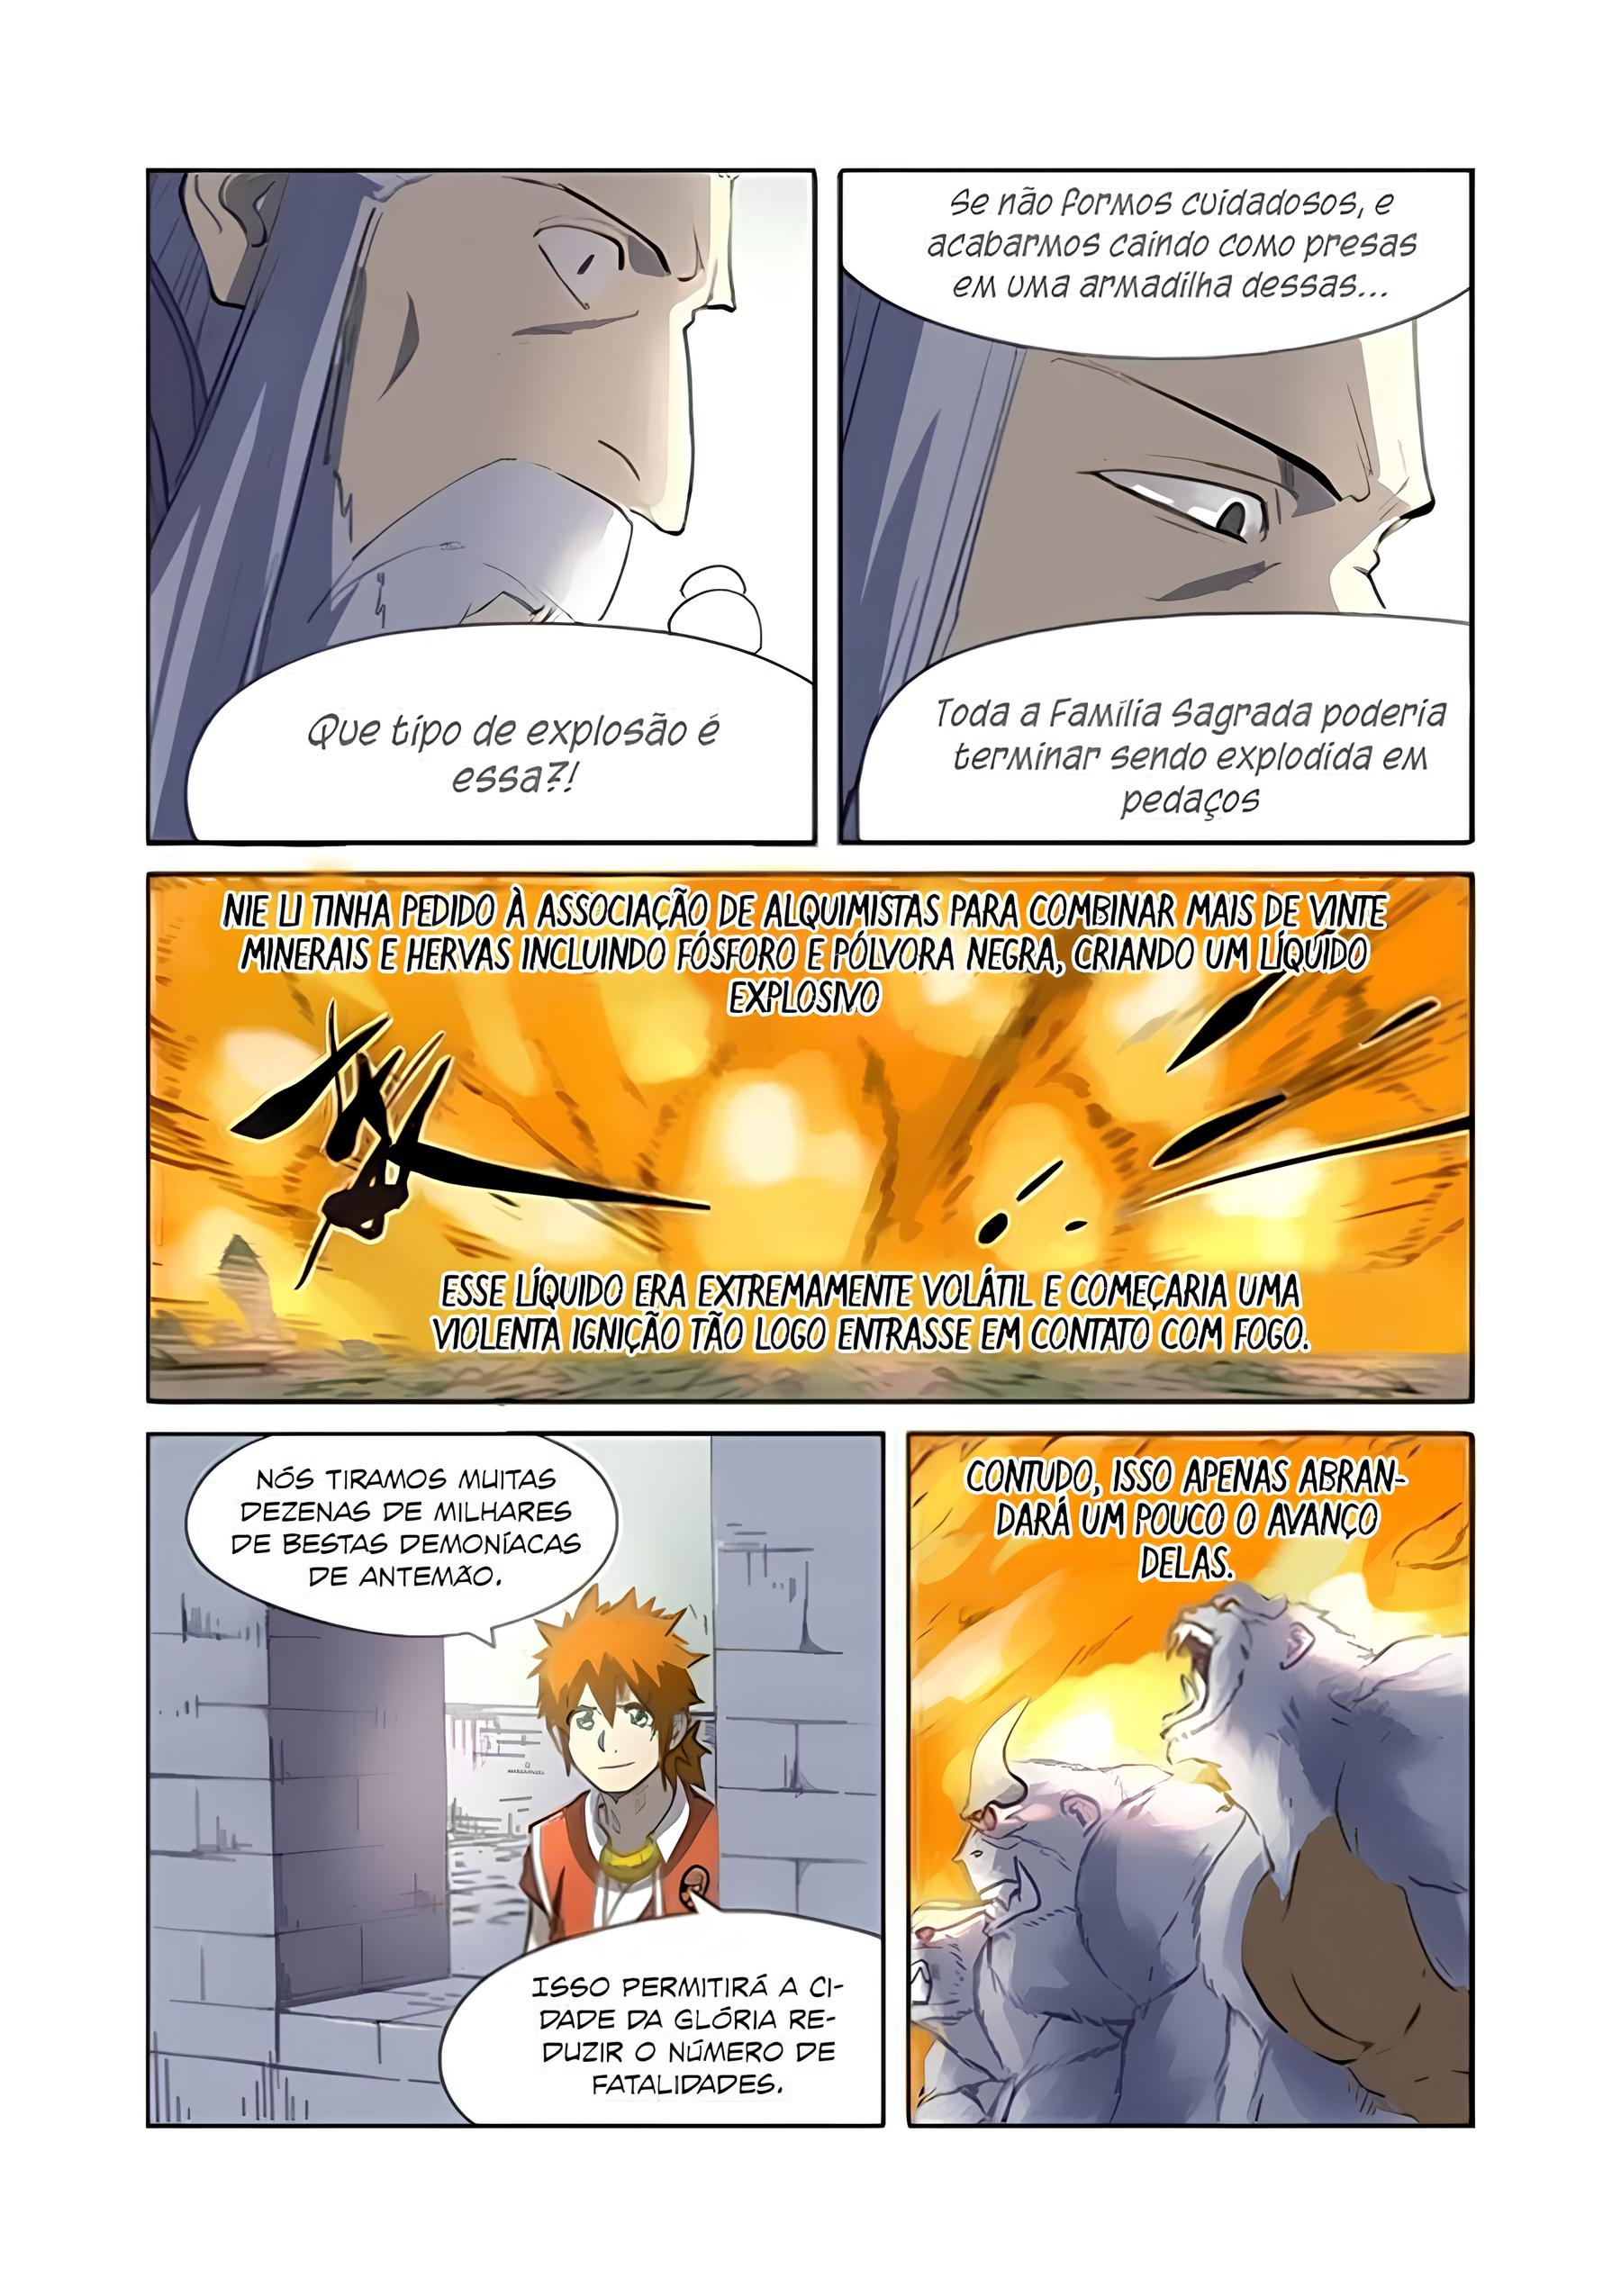 Que tipo de explosão é
essa?!
Se não formos cuidadosos, e
acabarmos caindo como presas
em uma armadilha dessas...
Toda a Família Sagrada poderia
terminar sendo explodida em
pedaços
NIE LI TINHA PEDIDO À ASSOCIAÇÃO DE ALQUIMISTAS PARA COMBINAR MAIS DE VINTE
MINERAIS E HERVAS INCLUINDO FÓSFORO E PÓLVORA NEGRA, CRIANDO UM LÍQUIDO
EXPLOSIVO
ESSE LÍQUIDO ERA EXTREMAMENTE VOLÁTIL E COMEÇARIA UMA
VIOLENTA IGNIÇÃO TÃO LOGO ENTRASSE EM CONTATO COM FOGO.
NÓS TIRAMOS MUITAS
DEZENAS DE MILHARES
DE BESTAS DEMONÍACAS
DE ANTEMÃO.
ISSO PERMITIRÁ A CI-
DADE DA GLÓRIA RE-
DUZIR O NÚMERO DE
FATALIDADES.
CONTUDO, ISSO APENAS ABRAN-
DARÁ UM POUCO O AVANÇO
DELAS.